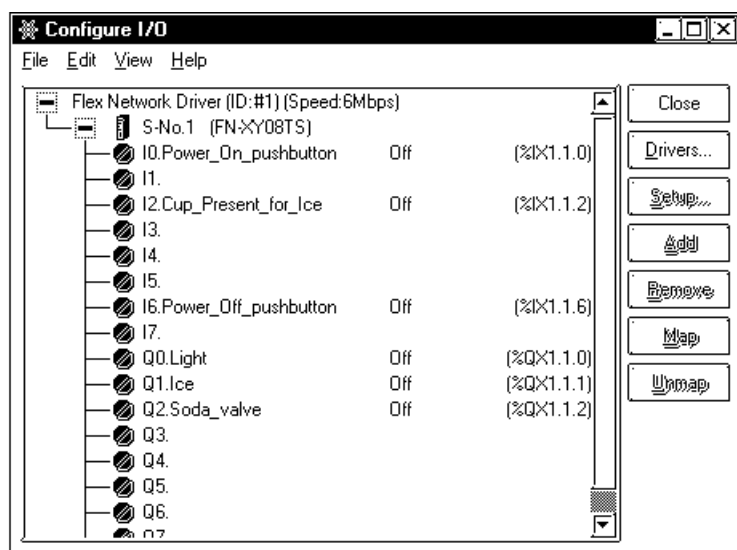 Configure I/O
File Edit View Help
Flex Network Driver (ID:#1) (Speed:6Mbps)
S-No.1 (FN-XY08TS)
I0.Power_On_pushbutton Off (%IX1.1.0)
I1.
I2.Cup_Present_for_Ice Off (%IX1.1.2)
I3.
I4.
I5.
I6.Power_Off_pushbutton Off (%IX1.1.6)
I7.
Q0.Light Off (%QX1.1.0)
Q1.Ice Off (%QX1.1.1)
Q2.Soda_valve Off (%QX1.1.2)
Q3.
Q4.
Q5.
Q6.
Q7.
Close
Drivers...
Setup...
Add
Remove
Map
Unmap